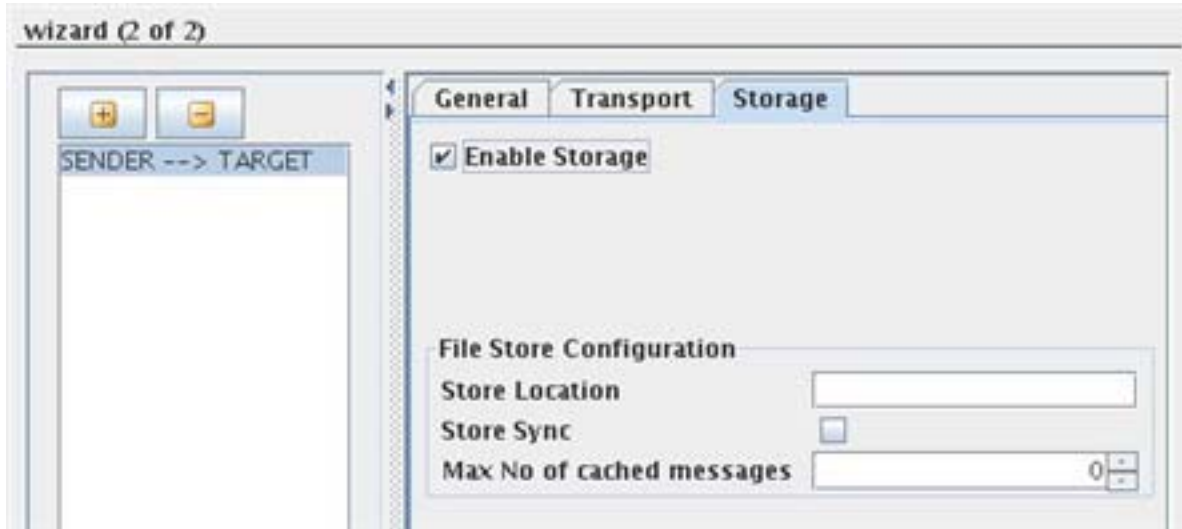 wizard (2 of 2)
SENDER --> TARGET
General Transport Storage
Enable Storage
File Store Configuration
Store Location
Store Sync
Max No of cached messages 0